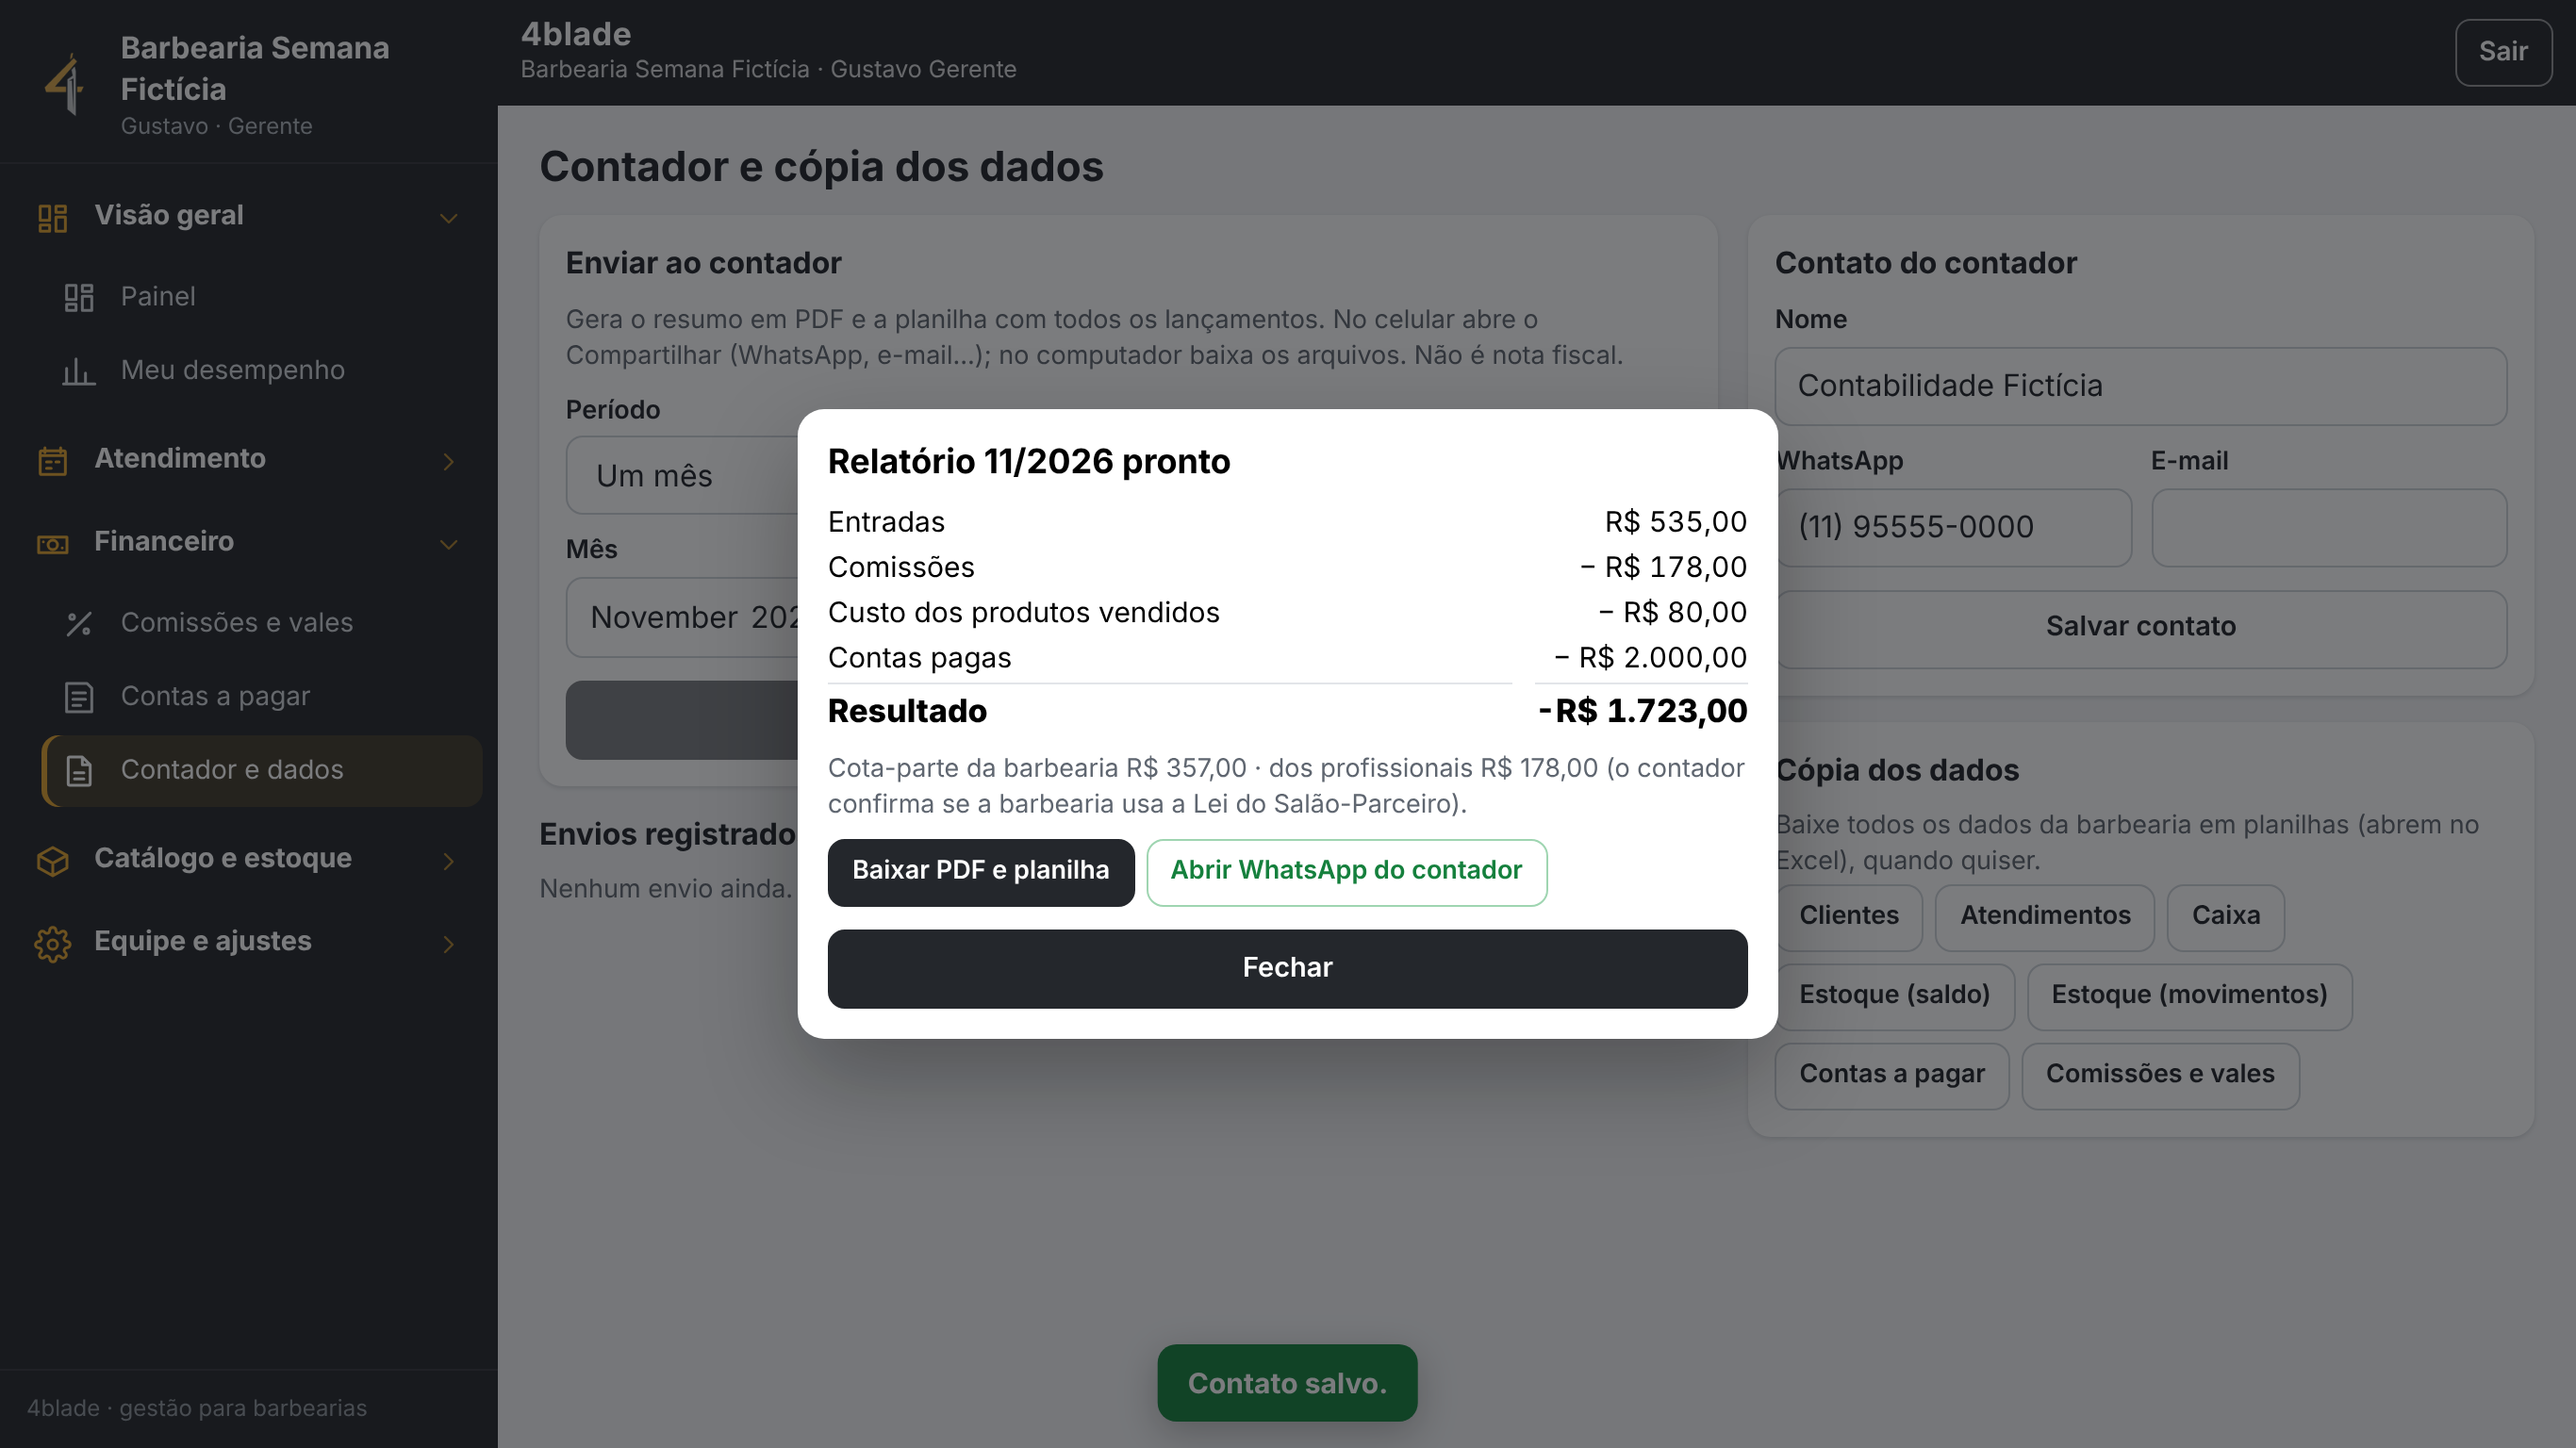 Barbearia Semana
Fictícia
Gustavo · Gerente
Visão geral
Painel
Meu desempenho
Atendimento
Financeiro
Comissões e vales
Contas a pagar
Contador e dados
Catálogo e estoque
Equipe e ajustes
4blade · gestão para barbearias
4blade
Barbearia Semana Fictícia · Gustavo Gerente
Sair
Contador e cópia dos dados
Enviar ao contador
Gera o resumo em PDF e a planilha com todos os lançamentos. No celular abre o
Compartilhar (WhatsApp, e-mail...); no computador baixa os arquivos. Não é nota fiscal.
Período
Um mês
Mês
November 202
Envios registrado
Nenhum envio ainda.
Relatório 11/2026 pronto
Entradas R$ 535,00
Comissões − R$ 178,00
Custo dos produtos vendidos − R$ 80,00
Contas pagas − R$ 2.000,00
Resultado -R$ 1.723,00
Cota-parte da barbearia R$ 357,00 · dos profissionais R$ 178,00 (o contador
confirma se a barbearia usa a Lei do Salão-Parceiro).
Baixar PDF e planilha
Abrir WhatsApp do contador
Fechar
Contato do contador
Nome
Contabilidade Fictícia
WhatsApp E-mail
(11) 95555-0000
Salvar contato
Cópia dos dados
Baixe todos os dados da barbearia em planilhas (abrem no
Excel), quando quiser.
Clientes Atendimentos Caixa
Estoque (saldo) Estoque (movimentos)
Contas a pagar Comissões e vales
Contato salvo.